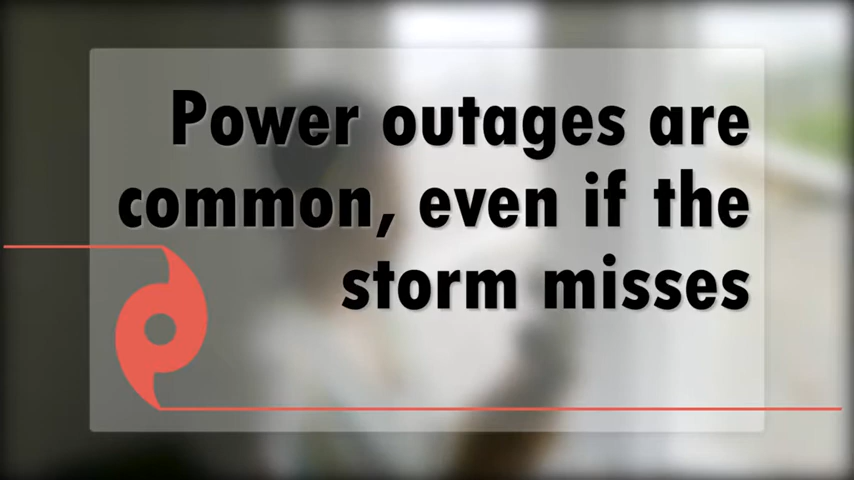 Power outages are
common, even if the
storm misses